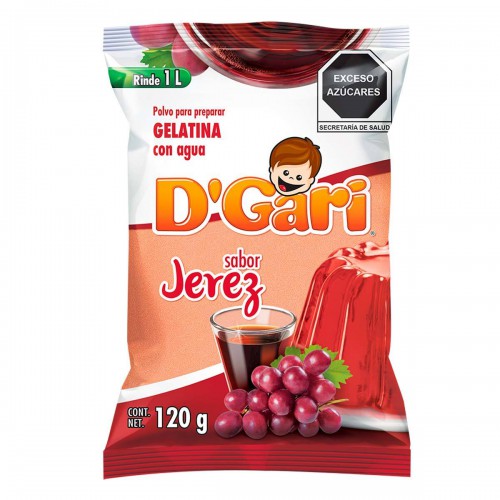 Rinde 1 L
EXCESO
AZÚCARES
SECRETARÍA DE SALUD
Polvo para preparar
GELATINA
con agua
D'Gari
sabor
Jerez
CONT.
NET. 120 g